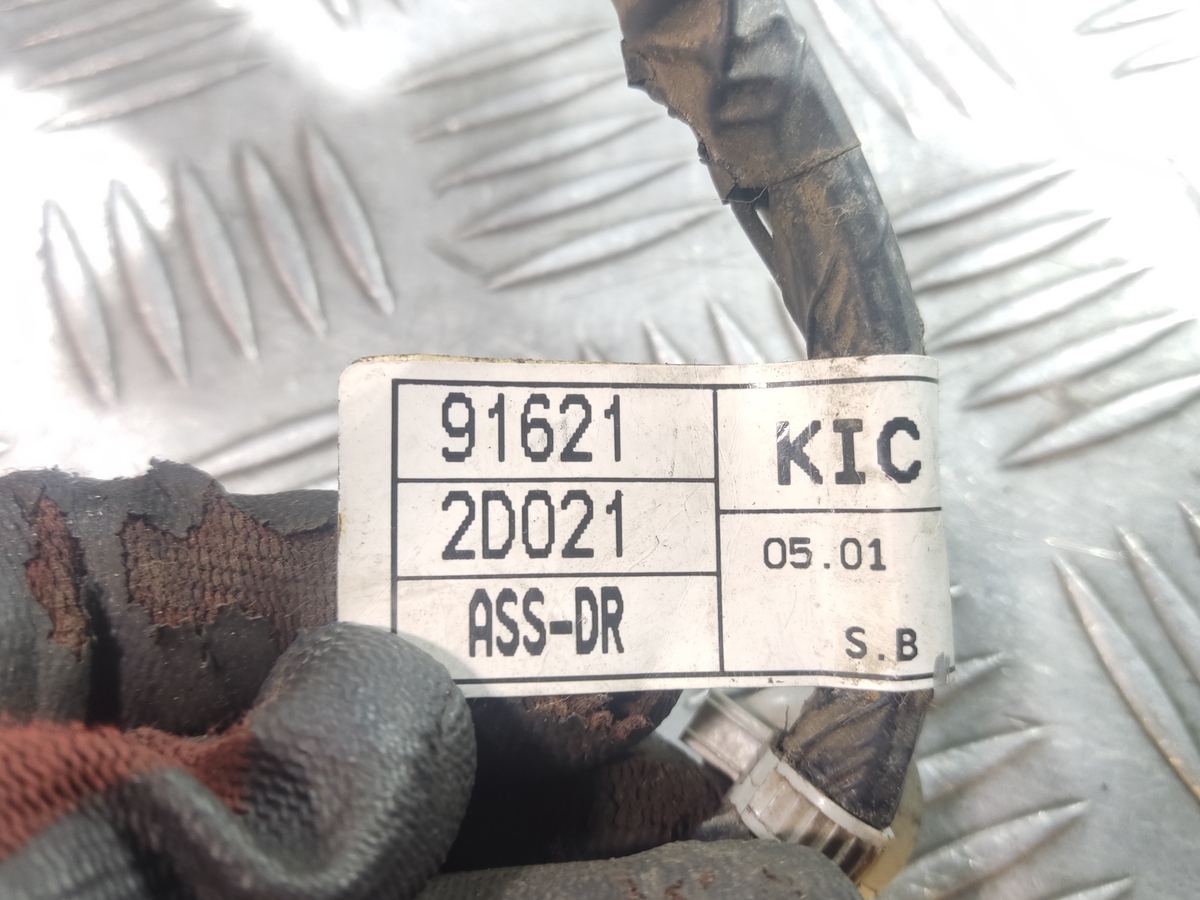 91621
2D021
ASS-DR
KIC
05.01
S.B